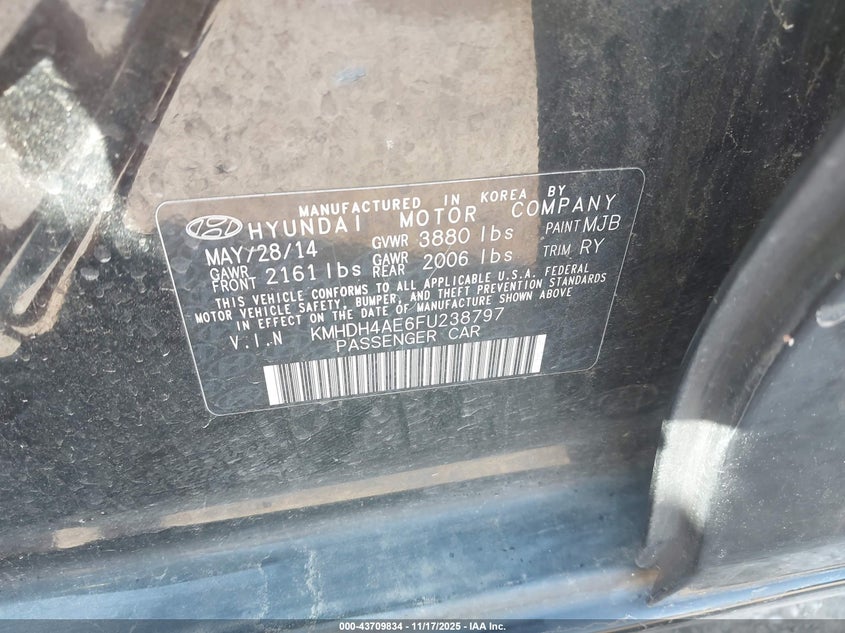 MANUFACTURED IN KOREA BY
HYUNDAI MOTOR COMPANY
MAY/28/14 GVWR 3880 lbs PAINT MJB
GAWR FRONT 2161 lbs GAWR REAR 2006 lbs TRIM RY
THIS VEHICLE CONFORMS TO ALL APPLICABLE U.S.A. FEDERAL
MOTOR VEHICLE SAFETY, BUMPER, AND THEFT PREVENTION STANDARDS
IN EFFECT ON THE DATE OF MANUFACTURE SHOWN ABOVE
V.I.N KMHDH4AE6FU238797
PASSENGER CAR
000-43709834 - 11/17/2025 - IAA Inc.